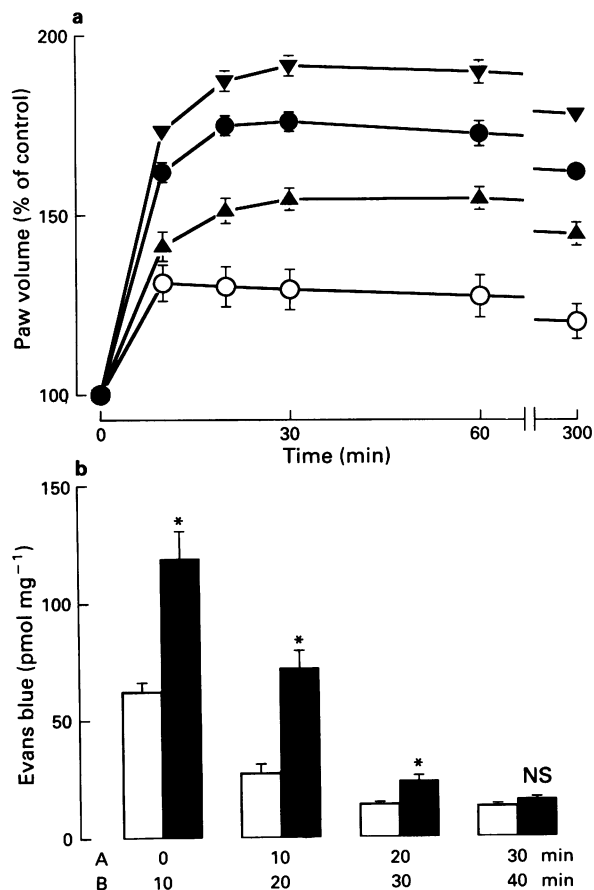 a
200
150
100
Paw volume (% of control)
0 30 60 300
Time (min)
b
150
100
50
0
Evans blue (pmol mg⁻¹)
*
*
*
NS
A 0 10 20 30 min
B 10 20 30 40 min